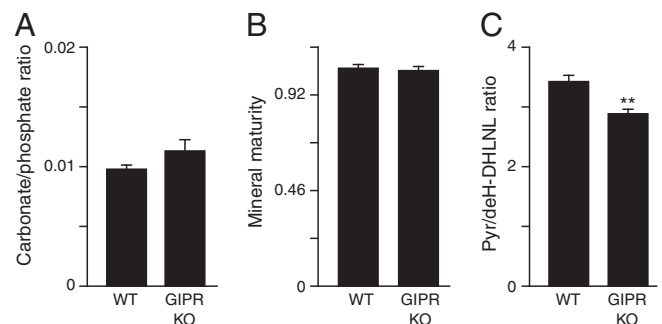 A
Carbonate/phosphate ratio
0.02
0.01
0
WT
GIPR
KO
B
Mineral maturity
0.92
0.46
0
WT
GIPR
KO
C
Pyr/deH-DHLNL ratio
4
2
0
**
WT
GIPR
KO